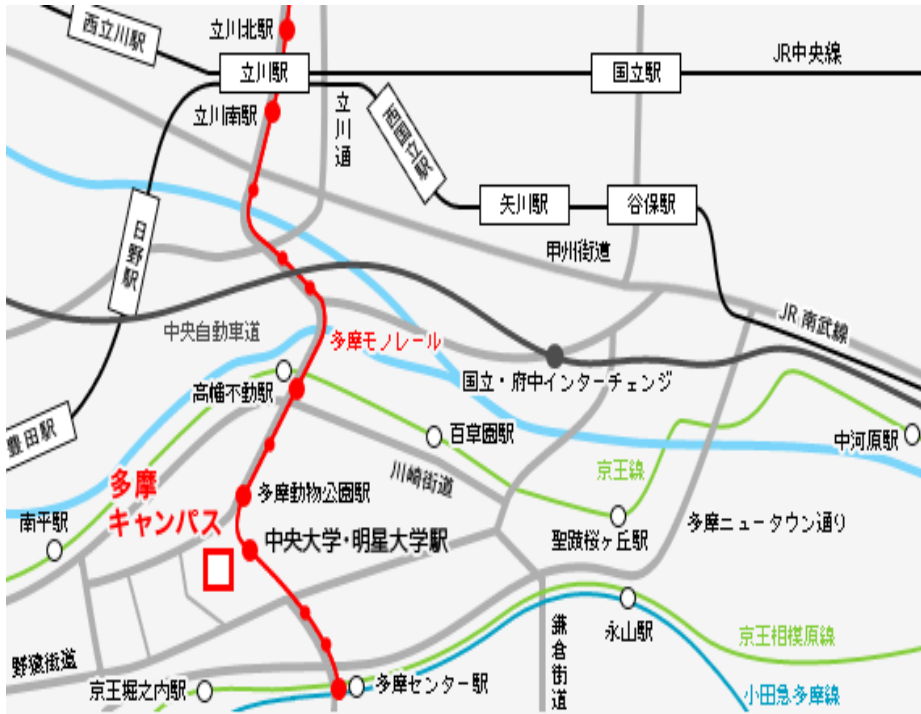 立川北駅
西立川駅
立川駅
国立駅
JR中央線
立川南駅
立川通
西国立駅
矢川駅
谷保駅
日野駅
甲州街道
JR南武線
中央自動車道
多摩モノレール
国立・府中インターチェンジ
高幡不動駅
百草園駅
中河原駅
豊田駅
川崎街道
京王線
多摩
キャンパス
多摩動物公園駅
南平駅
中央大学・明星大学駅
聖蹟桜ヶ丘駅
多摩ニュータウン通り
鎌倉街道
永山駅
京王相模原線
野猿街道
京王堀之内駅
多摩センター駅
小田急多摩線